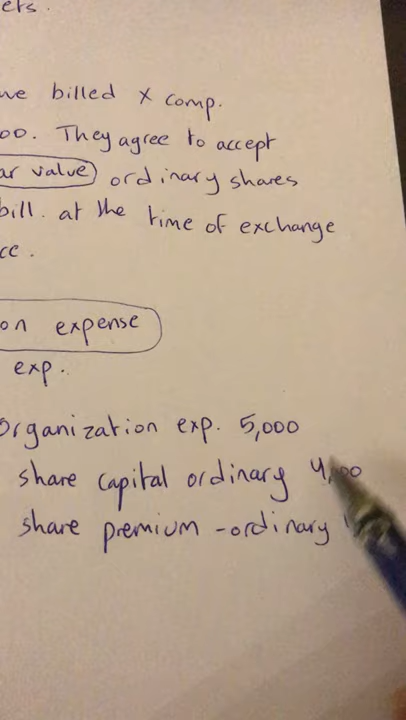 ets.
we billed x comp.
00. They agree to accept
ar value ordinary shares
bill. at the time of exchange
ce.
on expense
exp.
Organization exp. 5,000
share capital ordinary
share premium - ordinary